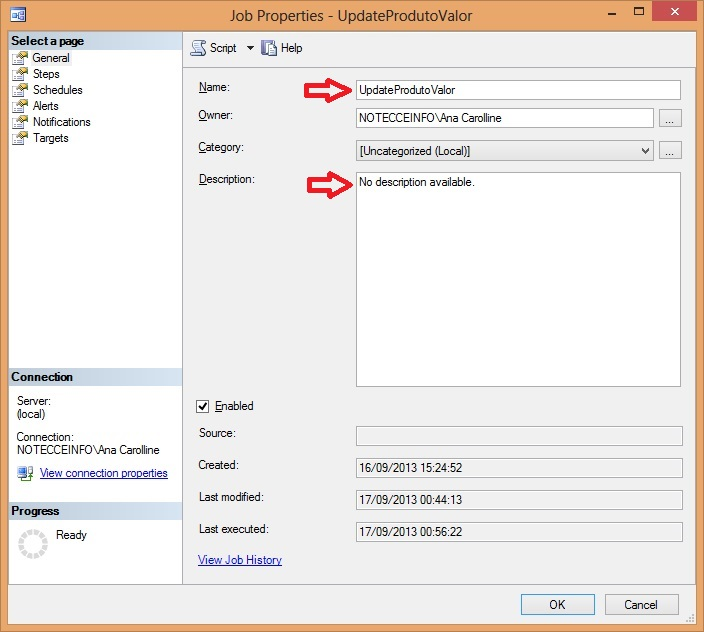 Job Properties - UpdateProdutoValor
Select a page
General
Steps
Schedules
Alerts
Notifications
Targets
Script
Help
Name:
UpdateProdutoValor
Owner:
NOTECCEINFO\Ana Carolline
...
Category:
[Uncategorized (Local)]
...
Description:
No description available.
Enabled
Source:
Created:
16/09/2013 15:24:52
Last modified:
17/09/2013 00:44:13
Last executed:
17/09/2013 00:56:22
View Job History
Connection
Server:
(local)
Connection:
NOTECCEINFO\Ana Carolline
View connection properties
Progress
Ready
OK
Cancel